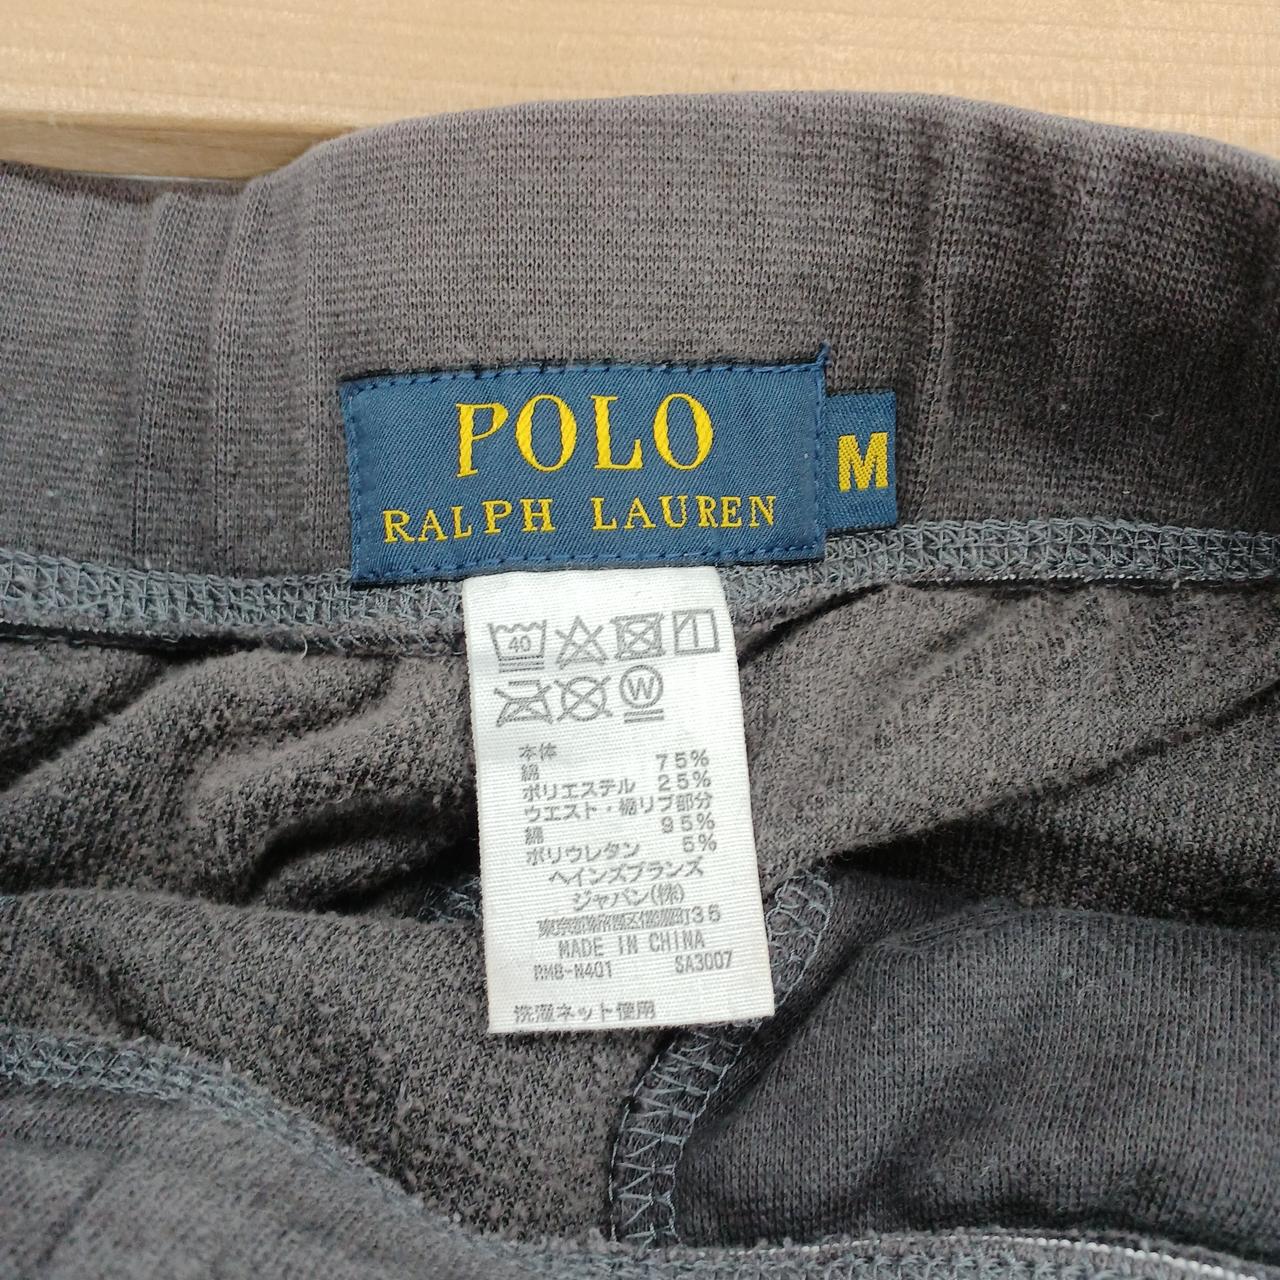 POLO
RALPH LAUREN
M
40
W
本体
綿 75%
ポリエステル 25%
ウエスト・裾リブ部分
綿 95%
ポリウレタン 5%
ヘインズブランズ
ジャパン(株)
35
MADE IN CHINA
RM8-N401 SA3007
洗濯ネット使用